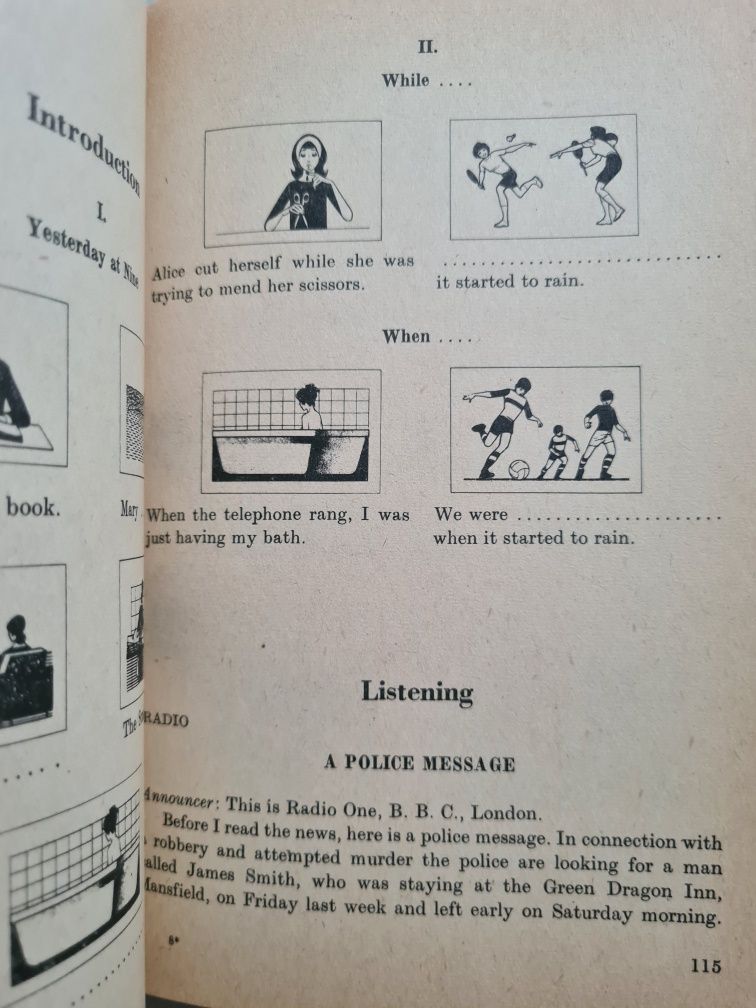 Introduction
I.
Yesterday at Nine
book.
Mary
The
II.
While ....
Alice cut herself while she was
trying to mend her scissors.
............................
it started to rain.
When ....
When the telephone rang, I was
just having my bath.
We were .....................
when it started to rain.
Listening
RADIO
A POLICE MESSAGE
Announcer: This is Radio One, B. B. C., London.
Before I read the news, here is a police message. In connection with
robbery and attempted murder the police are looking for a man
called James Smith, who was staying at the Green Dragon Inn,
Mansfield, on Friday last week and left early on Saturday morning.
8*
115